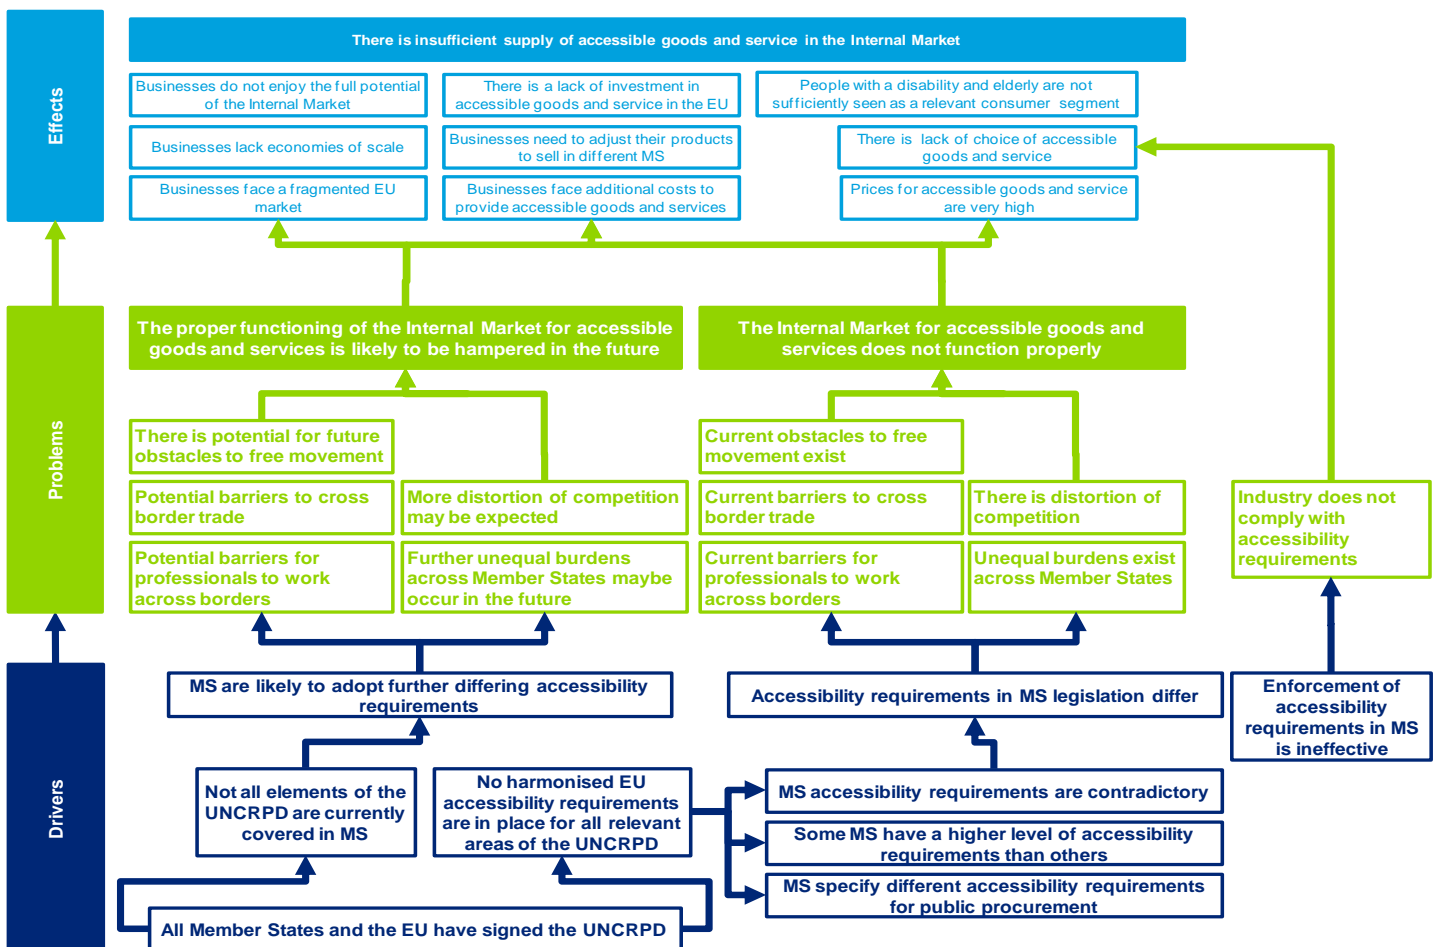 Effects
There is insufficient supply of accessible goods and service in the Internal Market
Businesses do not enjoy the full potential
of the Internal Market
There is a lack of investment in
accessible goods and service in the EU
People with a disability and elderly are not
sufficiently seen as a relevant consumer segment
Businesses lack economies of scale
Businesses need to adjust their products
to sell in different MS
There is lack of choice of accessible
goods and service
Businesses face a fragmented EU
market
Businesses face additional costs to
provide accessible goods and services
Prices for accessible goods and service
are very high
Problems
The proper functioning of the Internal Market for accessible
goods and services is likely to be hampered in the future
The Internal Market for accessible goods and
services does not function properly
There is potential for future
obstacles to free movement
Current obstacles to free
movement exist
Potential barriers to cross
border trade
More distortion of competition
may be expected
Current barriers to cross
border trade
There is distortion of
competition
Industry does not
comply with
accessibility
requirements
Potential barriers for
professionals to work
across borders
Further unequal burdens
across Member States maybe
occur in the future
Current barriers for
professionals to work
across borders
Unequal burdens exist
across Member States
Drivers
MS are likely to adopt further differing accessibility
requirements
Accessibility requirements in MS legislation differ
Enforcement of
accessibility
requirements in MS
is ineffective
Not all elements of the
UNCRPD are currently
covered in MS
No harmonised EU
accessibility requirements
are in place for all relevant
areas of the UNCRPD
MS accessibility requirements are contradictory
Some MS have a higher level of accessibility
requirements than others
MS specify different accessibility requirements
for public procurement
All Member States and the EU have signed the UNCRPD